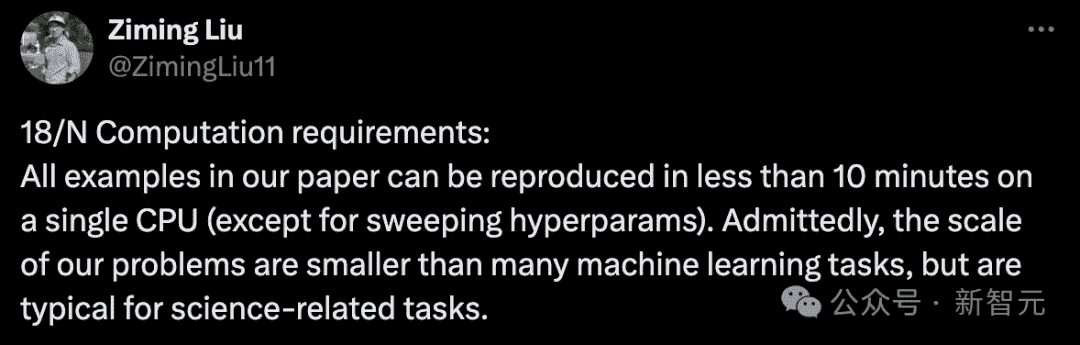 Ziming Liu
@ZimingLiu11
18/N Computation requirements:
All examples in our paper can be reproduced in less than 10 minutes on
a single CPU (except for sweeping hyperparams). Admittedly, the scale
of our problems are smaller than many machine learning tasks, but are
typical for science-related tasks.
公众号 · 新智元